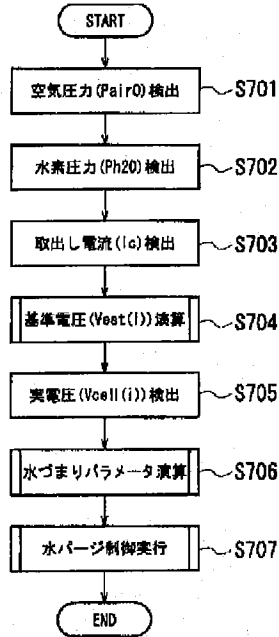 START
空気圧力(Pair0)検出
S701
水素圧力(Ph20)検出
S702
取出し電流(Ic)検出
S703
基準電圧(Vest(i))演算
S704
実電圧(Vcell(i))検出
S705
水づまりパラメータ演算
S706
水パージ制御実行
S707
END